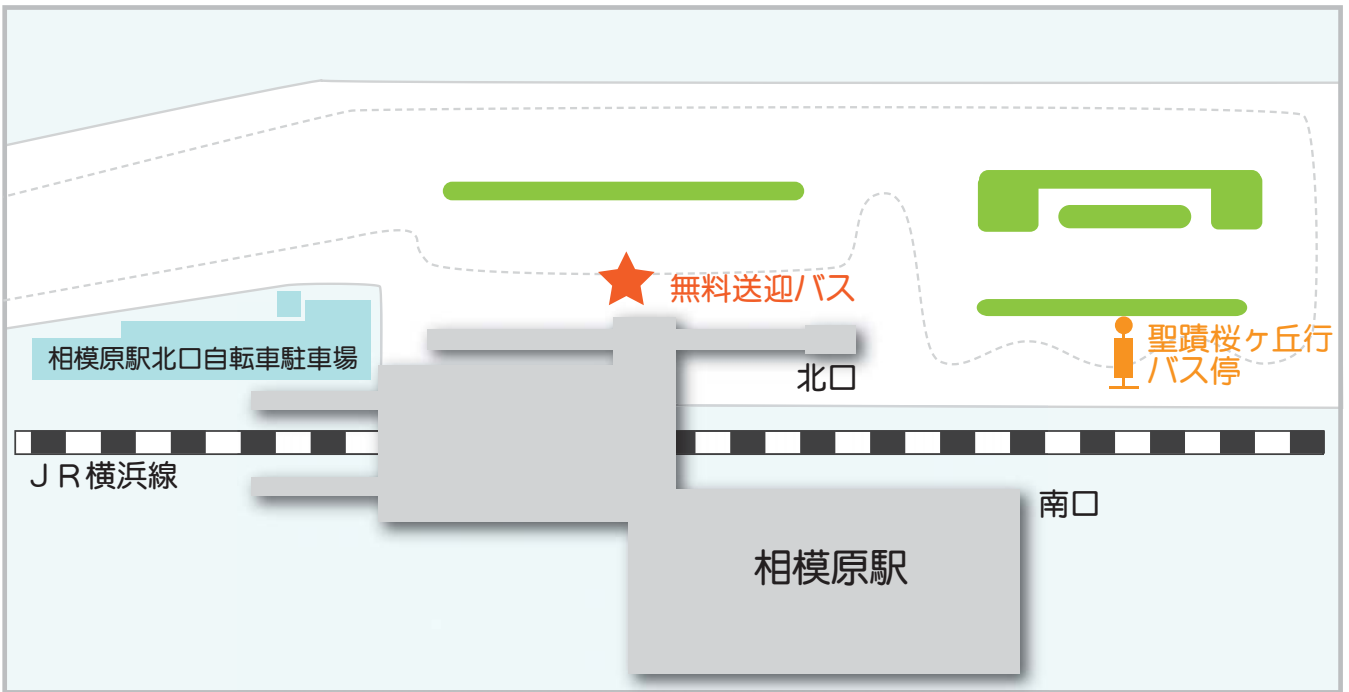 無料送迎バス
聖蹟桜ヶ丘行
バス停
相模原駅北口自転車駐車場
北口
ＪＲ横浜線
南口
相模原駅